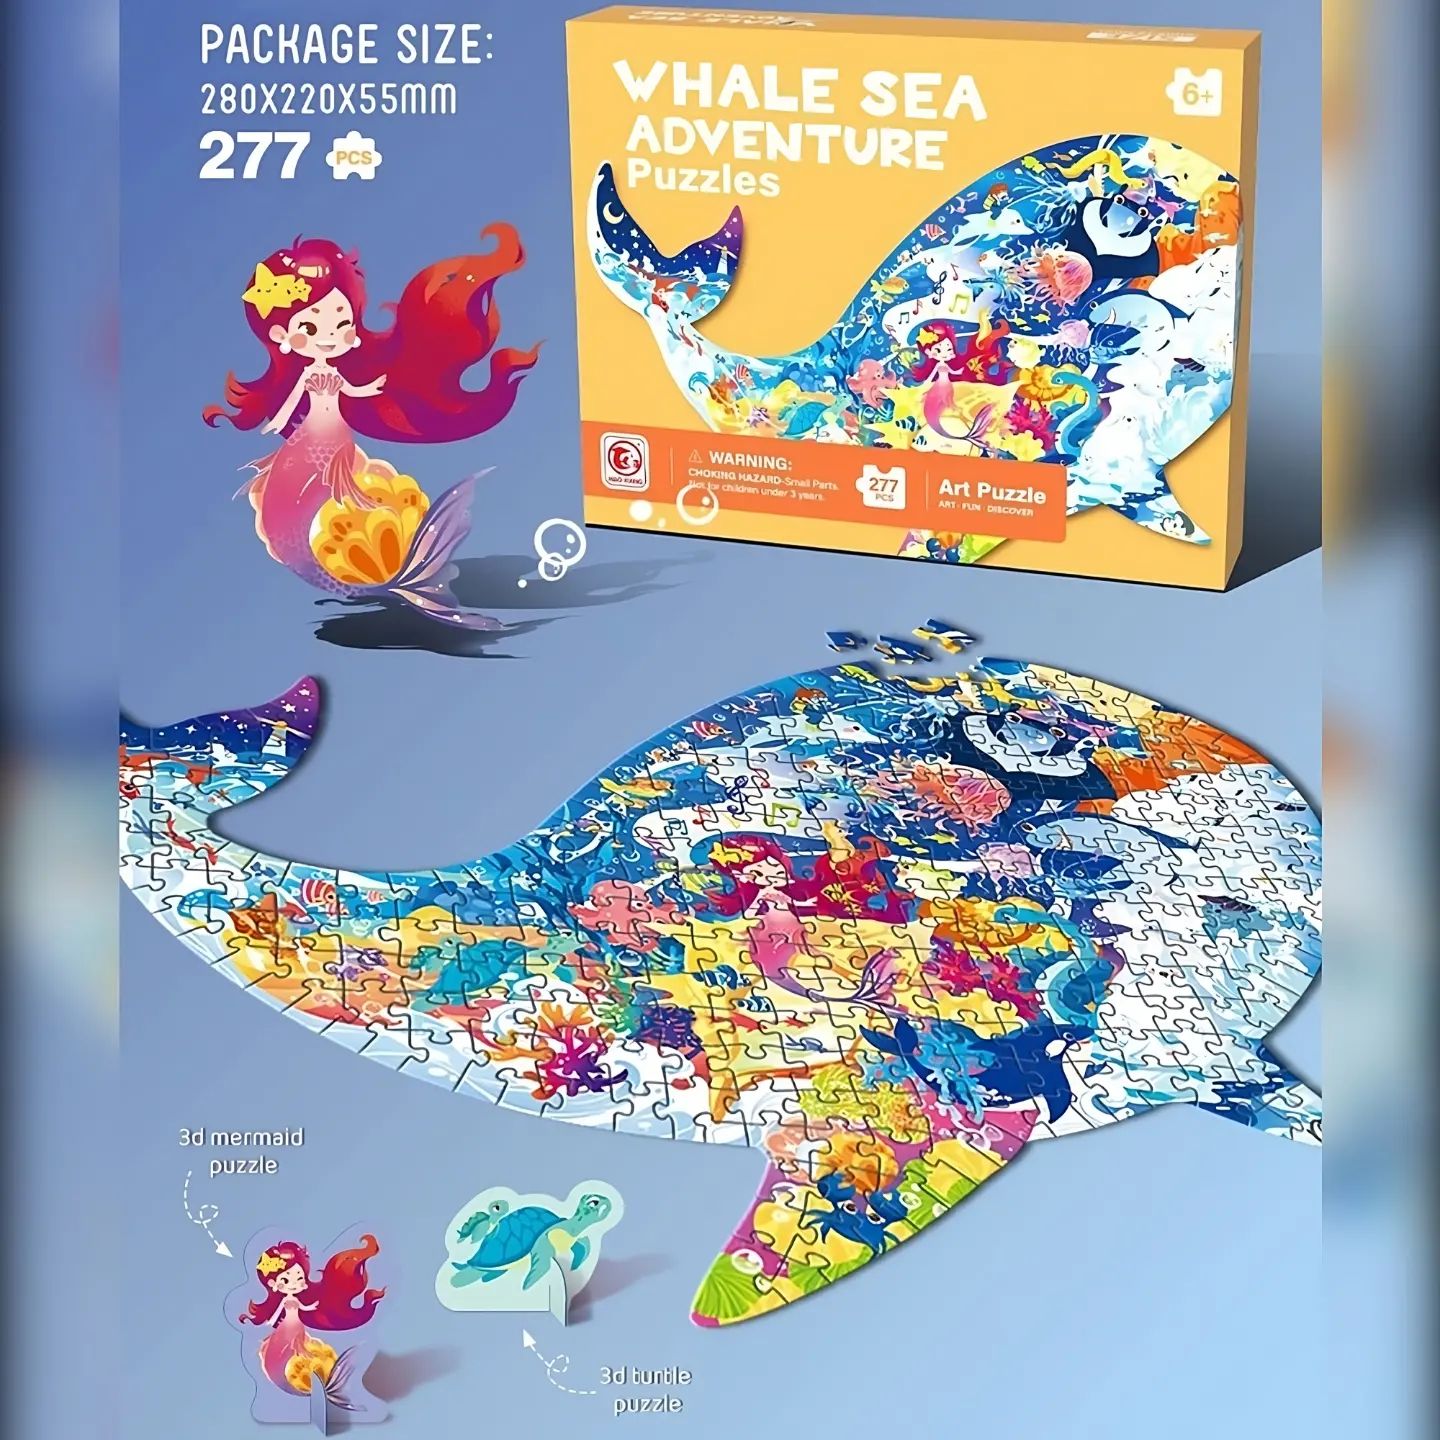 PACKAGE SIZE:
280X220X55MM
277 PCS
WHALE SEA
ADVENTURE
Puzzles
6+
WARNING:
CHOKING HAZARD-Small Parts.
Not for children under 3 years.
277
PCS
Art Puzzle
ART · FUN · DISCOVER
3d mermaid
puzzle
3d turtle
puzzle